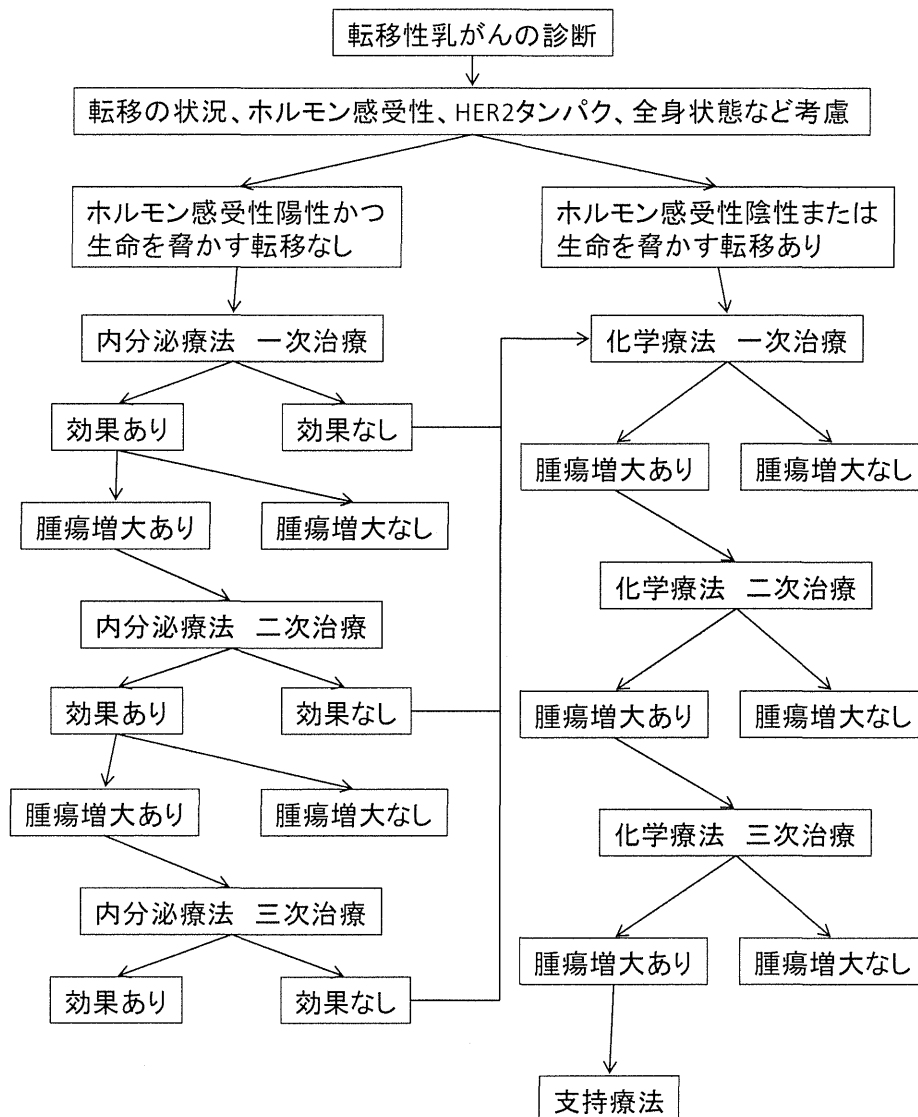 転移性乳がんの診断
転移の状況、ホルモン感受性、HER2タンパク、全身状態など考慮
ホルモン感受性陽性かつ
生命を脅かす転移なし
ホルモン感受性陰性または
生命を脅かす転移あり
内分泌療法 一次治療
化学療法 一次治療
効果あり
効果なし
腫瘍増大あり
腫瘍増大なし
腫瘍増大あり
腫瘍増大なし
内分泌療法 二次治療
化学療法 二次治療
効果あり
効果なし
腫瘍増大あり
腫瘍増大なし
腫瘍増大あり
腫瘍増大なし
内分泌療法 三次治療
化学療法 三次治療
効果あり
効果なし
腫瘍増大あり
腫瘍増大なし
支持療法